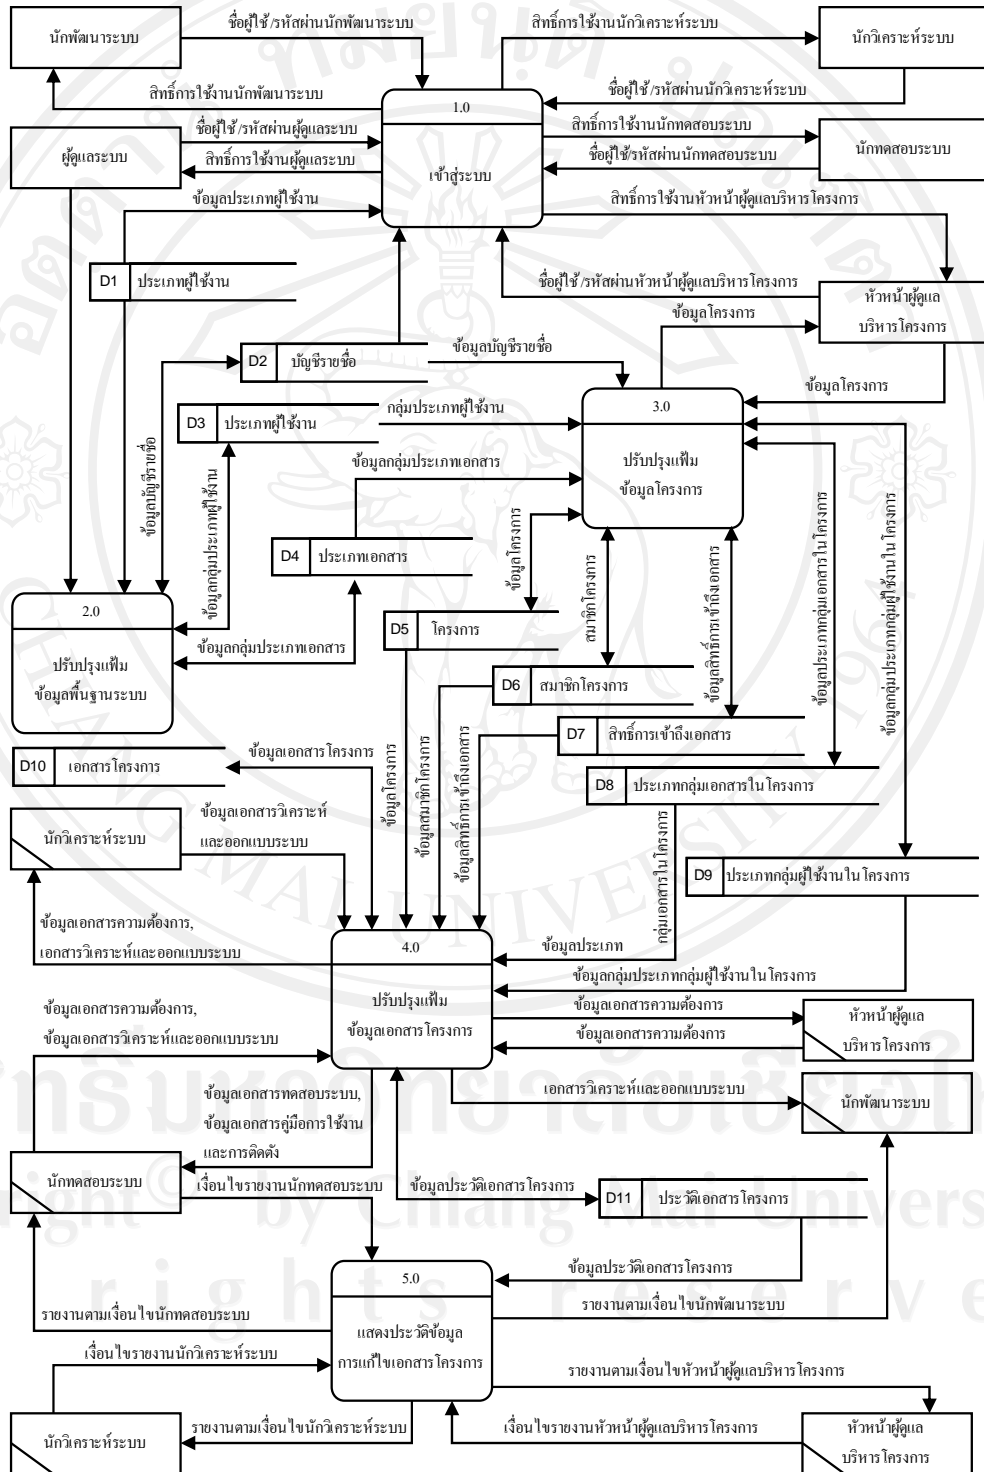 ชื่อผู้ใช้ /รหัสผ่านนักพัฒนาระบบ
สิทธิ์การใช้งานนักวิเคราะห์ระบบ
นักพัฒนาระบบ
นักวิเคราะห์ระบบ
สิทธิ์การใช้งานนักพัฒนาระบบ
ชื่อผู้ใช้ /รหัสผ่านนักวิเคราะห์ระบบ
1.0
เข้าสู่ระบบ
ผู้ดูแลระบบ
ชื่อผู้ใช้ /รหัสผ่านผู้ดูแลระบบ
สิทธิ์การใช้งานผู้ดูแลระบบ
สิทธิ์การใช้งานนักทดสอบระบบ
ชื่อผู้ใช้/รหัสผ่านนักทดสอบระบบ
นักทดสอบระบบ
ข้อมูลประเภทผู้ใช้งาน
สิทธิ์การใช้งานหัวหน้าผู้ดูแลบริหารโครงการ
D1 ประเภทผู้ใช้งาน
ชื่อผู้ใช้ /รหัสผ่านหัวหน้าผู้ดูแลบริหารโครงการ
หัวหน้าผู้ดูแล
บริหารโครงการ
ข้อมูลโครงการ
D2 บัญชีรายชื่อ
ข้อมูลบัญชีรายชื่อ
ข้อมูลโครงการ
D3 ประเภทผู้ใช้งาน
กลุ่มประเภทผู้ใช้งาน
3.0
ปรับปรุงแฟ้ม
ข้อมูลโครงการ
ข้อมูลบัญชีรายชื่อ
ข้อมูลกลุ่มประเภทผู้ใช้งาน
ข้อมูลกลุ่มประเภทเอกสาร
D4 ประเภทเอกสาร
ข้อมูลโครงการ
สมาชิกโครงการ
ข้อมูลสิทธิ์การเข้าถึงเอกสาร
ข้อมูลประเภทกลุ่มเอกสารในโครงการ
ข้อมูลกลุ่มประเภทกลุ่มผู้ใช้งานในโครงการ
2.0
ปรับปรุงแฟ้ม
ข้อมูลพื้นฐานระบบ
ข้อมูลกลุ่มประเภทเอกสาร
D5 โครงการ
D6 สมาชิกโครงการ
D7 สิทธิ์การเข้าถึงเอกสาร
D8 ประเภทกลุ่มเอกสารในโครงการ
D9 ประเภทกลุ่มผู้ใช้งานในโครงการ
D10 เอกสารโครงการ
ข้อมูลเอกสารโครงการ
ข้อมูลโครงการ
ข้อมูลสมาชิกโครงการ
ข้อมูลสิทธิ์การเข้าถึงเอกสาร
กลุ่มเอกสารในโครงการ
นักวิเคราะห์ระบบ
ข้อมูลเอกสารวิเคราะห์
และออกแบบระบบ
ข้อมูลเอกสารความต้องการ,
เอกสารวิเคราะห์และออกแบบระบบ
4.0
ปรับปรุงแฟ้ม
ข้อมูลเอกสารโครงการ
ข้อมูลประเภท
ข้อมูลกลุ่มประเภทกลุ่มผู้ใช้งานในโครงการ
ข้อมูลเอกสารความต้องการ
ข้อมูลเอกสารความต้องการ
หัวหน้าผู้ดูแล
บริหารโครงการ
ข้อมูลเอกสารความต้องการ,
ข้อมูลเอกสารวิเคราะห์และออกแบบระบบ
เอกสารวิเคราะห์และออกแบบระบบ
นักพัฒนาระบบ
ข้อมูลเอกสารทดสอบระบบ,
ข้อมูลเอกสารคู่มือการใช้งาน
และการติดตั้ง
นักทดสอบระบบ
เงื่อนไขรายงานนักทดสอบระบบ
ข้อมูลประวัติเอกสารโครงการ
D11 ประวัติเอกสารโครงการ
ข้อมูลประวัติเอกสารโครงการ
5.0
แสดงประวัติข้อมูล
การแก้ไขเอกสารโครงการ
รายงานตามเงื่อนไขนักทดสอบระบบ
รายงานตามเงื่อนไขนักพัฒนาระบบ
เงื่อนไขรายงานนักวิเคราะห์ระบบ
รายงานตามเงื่อนไขหัวหน้าผู้ดูแลบริหารโครงการ
นักวิเคราะห์ระบบ
รายงานตามเงื่อนไขนักวิเคราะห์ระบบ
เงื่อนไขรายงานหัวหน้าผู้ดูแลบริหารโครงการ
หัวหน้าผู้ดูแล
บริหารโครงการ
CHIANG MAI UNIVERSITY 1964
by Chiang Mai
rights